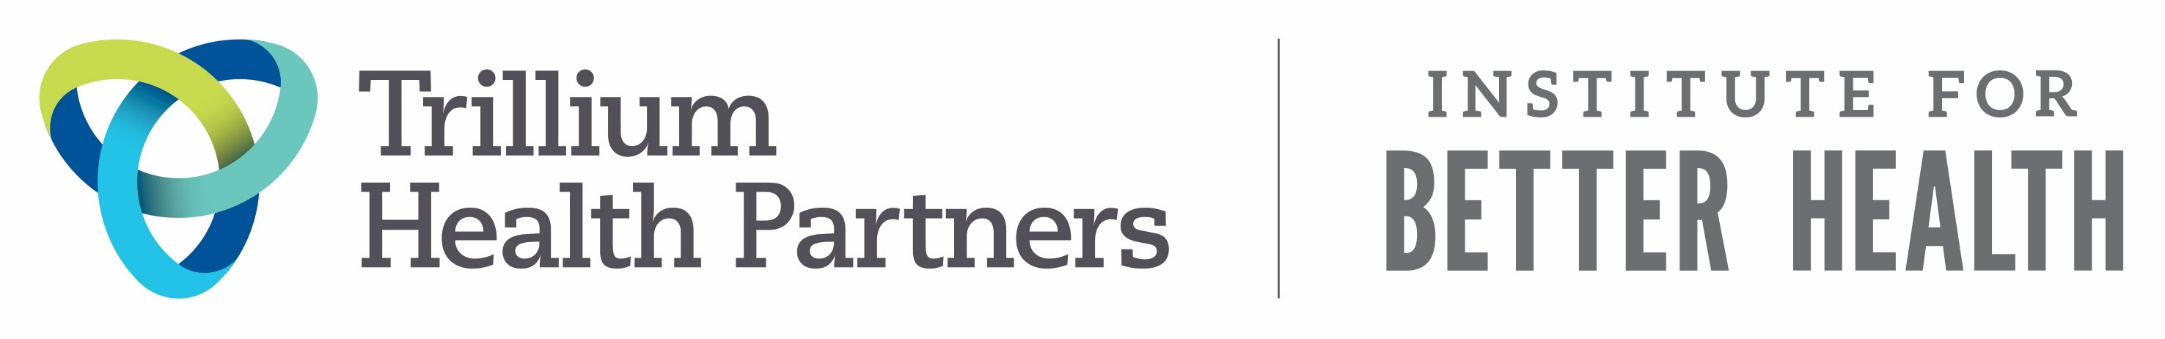 Trillium
Health Partners
INSTITUTE FOR
BETTER HEALTH